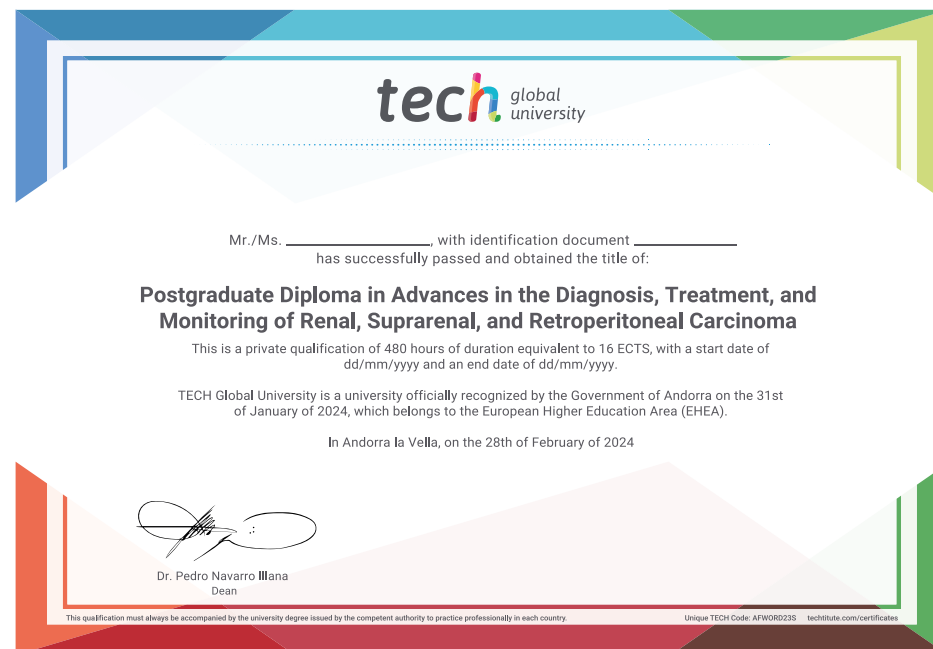 tech global
university
Mr./Ms. ____________, with identification document ____________
has successfully passed and obtained the title of:
Postgraduate Diploma in Advances in the Diagnosis, Treatment, and
Monitoring of Renal, Suprarenal, and Retroperitoneal Carcinoma
This is a private qualification of 480 hours of duration equivalent to 16 ECTS, with a start date of
dd/mm/yyyy and an end date of dd/mm/yyyy.
TECH Global University is a university officially recognized by the Government of Andorra on the 31st
of January of 2024, which belongs to the European Higher Education Area (EHEA).
In Andorra la Vella, on the 28th of February of 2024
Dr. Pedro Navarro Illana
Dean
This qualification must always be accompanied by the university degree issued by the competent authority to practice professionally in each country.
Unique TECH Code: AFWORD23S techtitute.com/certificates